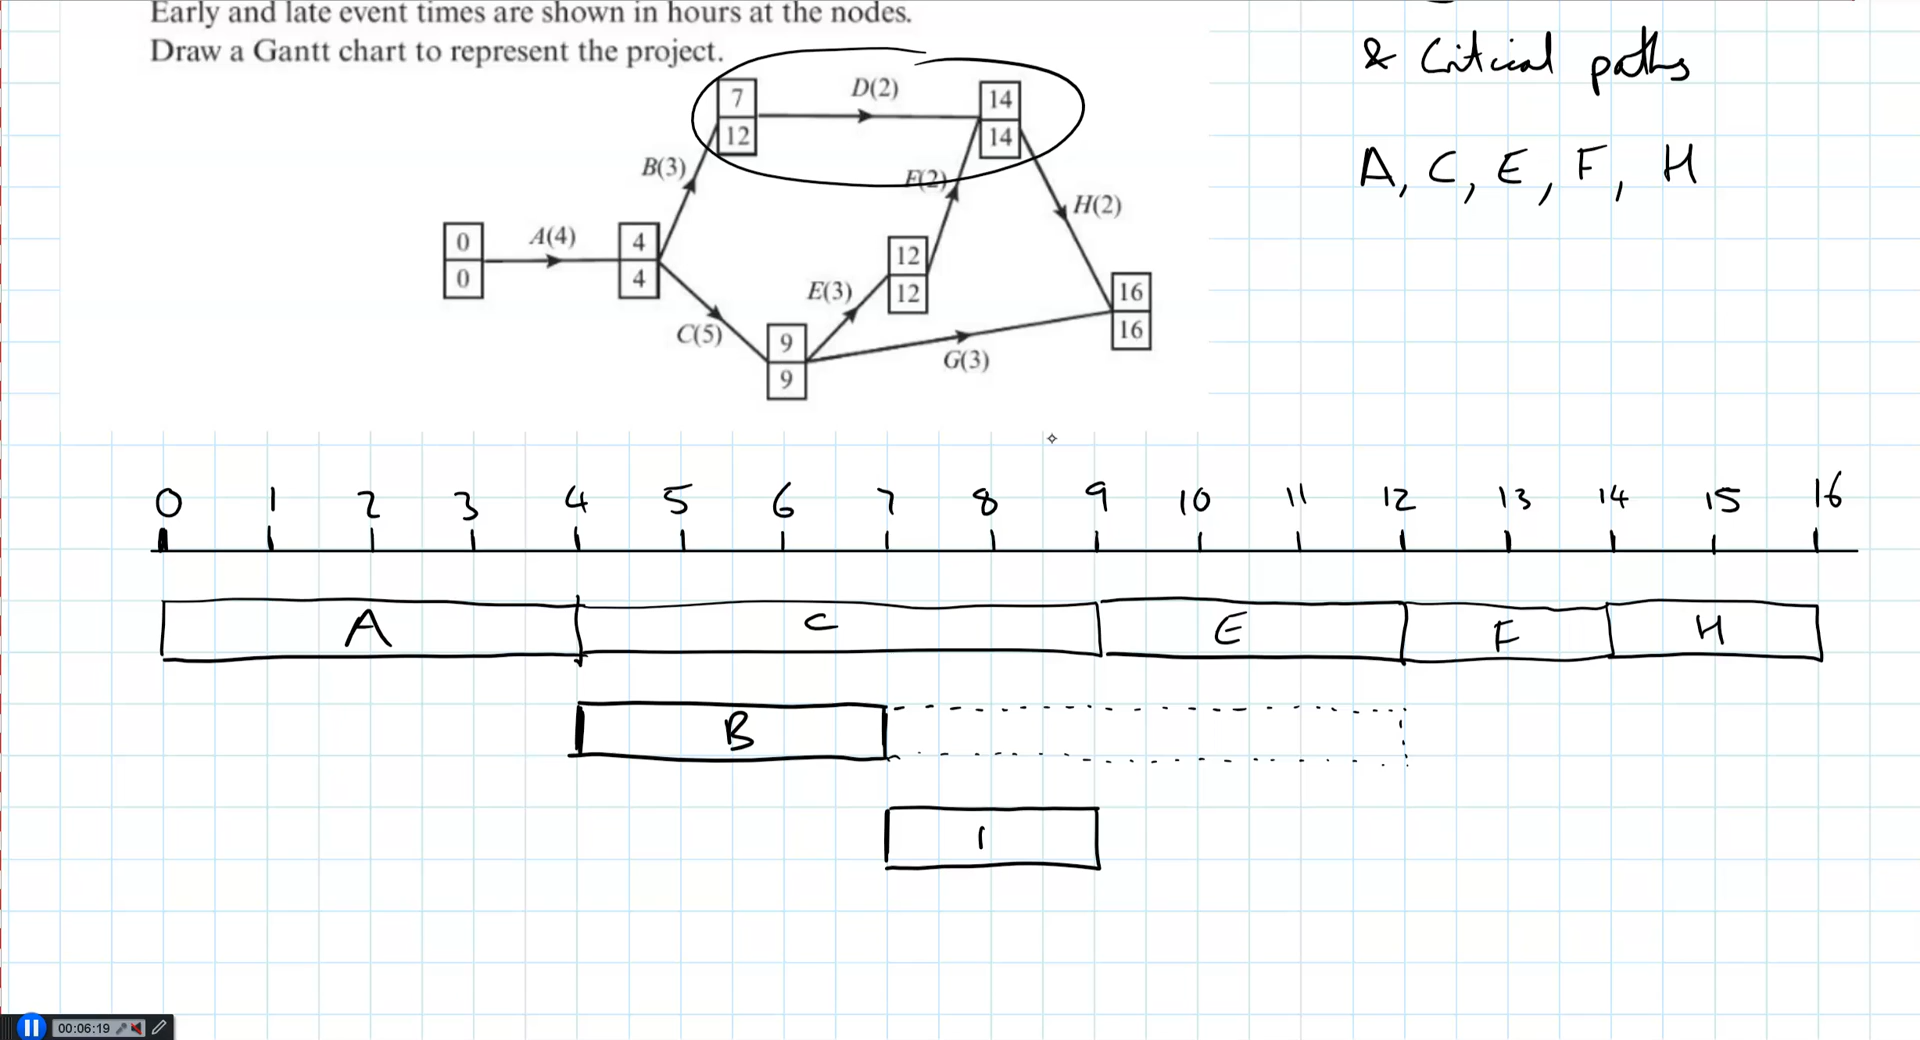 Early and late event times are shown in hours at the nodes.
Draw a Gantt chart to represent the project.
& Critical paths
A, C, E, F, H
7
12
D(2)
14
14
B(3)
F(2)
H(2)
0
0
A(4)
4
4
12
12
E(3)
16
16
C(5)
9
9
G(3)
0 1 2 3 4 5 6 7 8 9 10 11 12 13 14 15 16
A C E F H
B
00:06:19